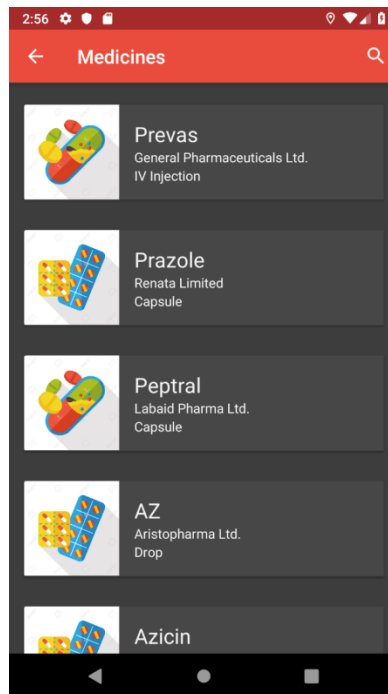 2:56
Medicines
Prevas
General Pharmaceuticals Ltd.
IV Injection
Prazole
Renata Limited
Capsule
Peptral
Labaid Pharma Ltd.
Capsule
AZ
Aristopharma Ltd.
Drop
Azicin